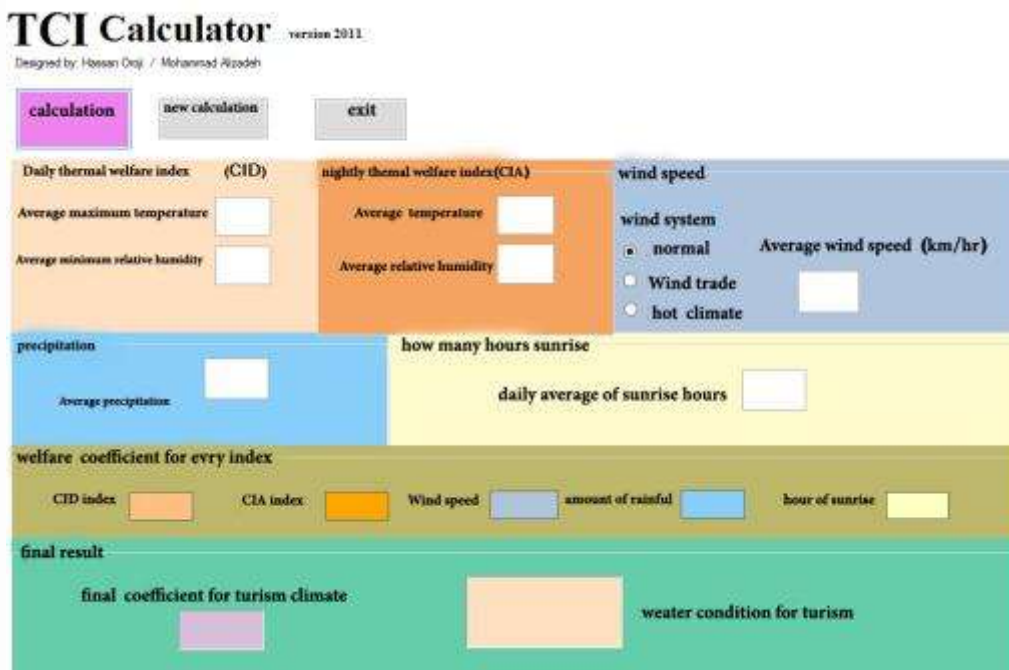 TCI Calculator version 2011
Designed by: Hassan Oroji / Mohammad Alizadeh
calculation new calculation exit
Daily thermal welfare index (CID)
Average maximum temperature
Average minimum relative humidity
nightly themal welfare index(CIA)
Average temperature
Average relative humidity
wind speed
wind system
normal
Wind trade
hot climate
Average wind speed (km/hr)
precipitation
Average precipitation
how many hours sunrise
daily average of sunrise hours
welfare coefficient for evry index
CID index CIA index Wind speed amount of rainful hour of sunrise
final result
final coefficient for turism climate
weater condition for turism